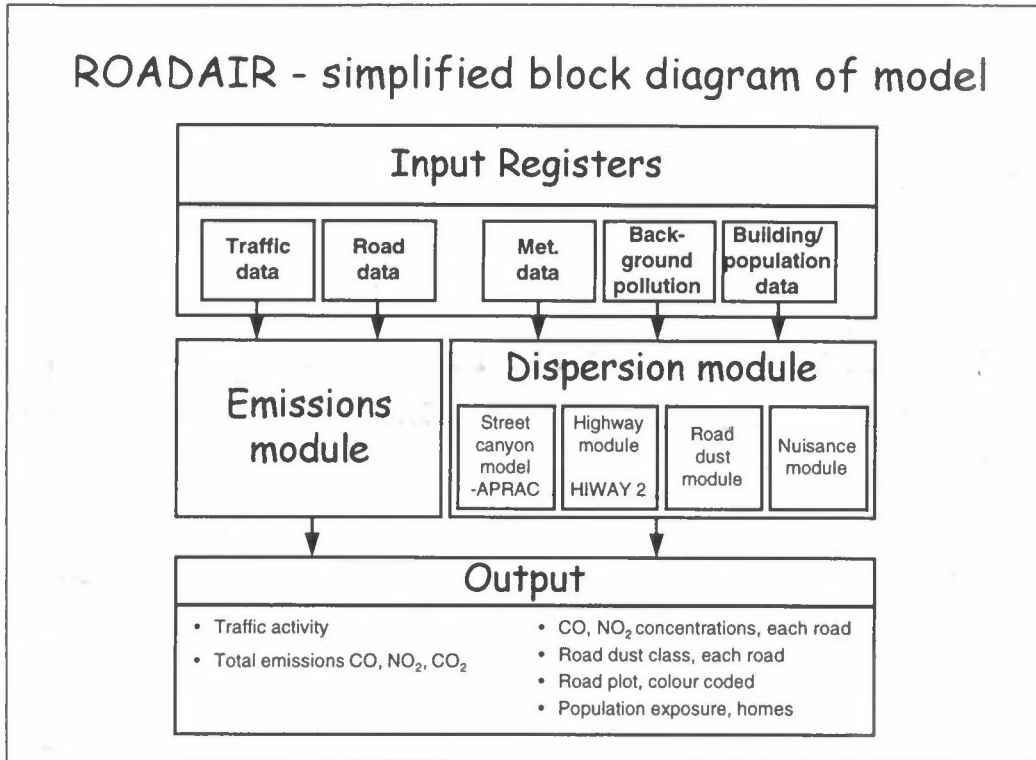 ROADAIR - simplified block diagram of model
Input Registers
Traffic
data
Road
data
Met.
data
Back-
ground
pollution
Building/
population
data
Emissions
module
Dispersion module
Street
canyon
model
-APRAC
Highway
module
HIWAY 2
Road
dust
module
Nuisance
module
Output
• Traffic activity
• Total emissions CO, NO₂, CO₂
• CO, NO₂ concentrations, each road
• Road dust class, each road
• Road plot, colour coded
• Population exposure, homes